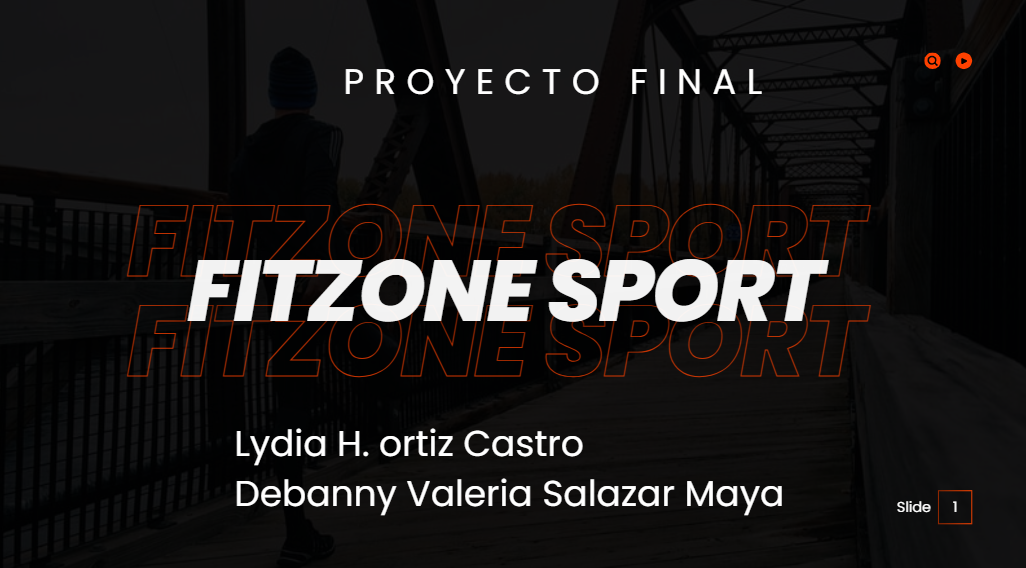 PROYECTO FINAL
FITZONE SPORT
FITZONE SPORT
FITZONE SPORT
Lydia H. ortiz Castro
Debanny Valeria Salazar Maya
Slide 1